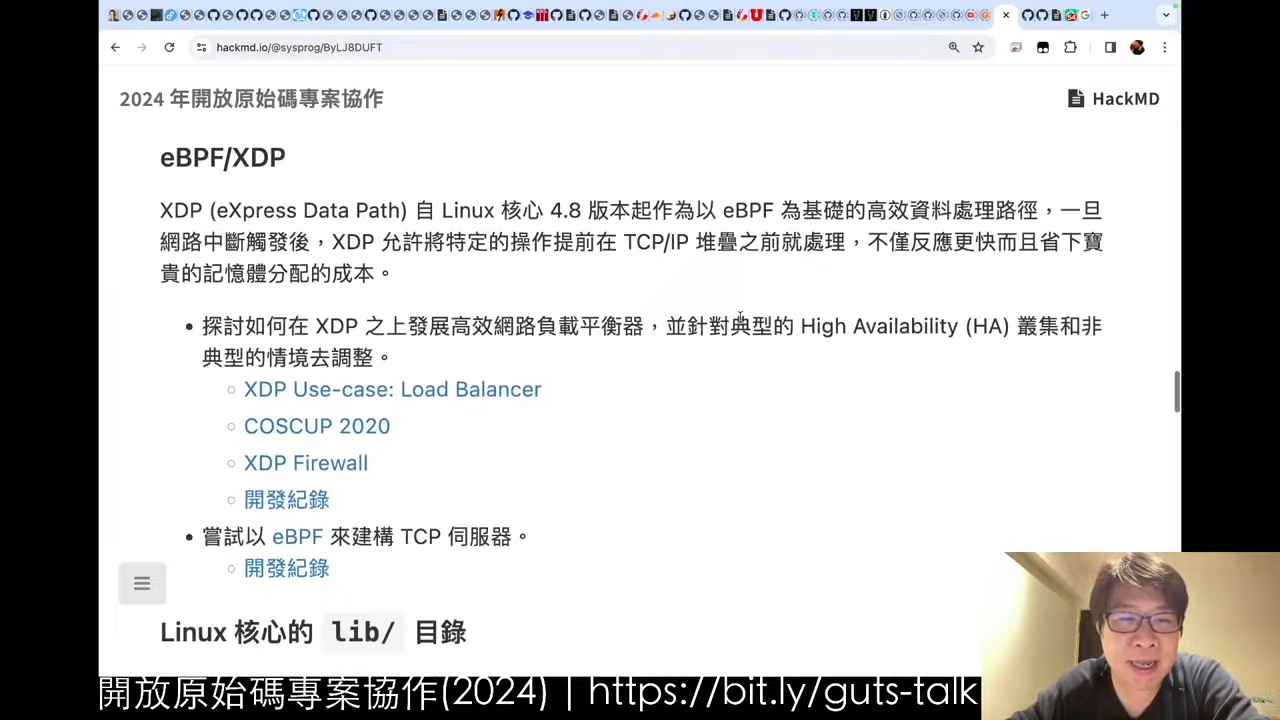 hackmd.io/@sysprog/ByLJ8DUFT
2024 年開放原始碼專案協作
HackMD
eBPF/XDP
XDP (eXpress Data Path) 自 Linux 核心 4.8 版本起作為以 eBPF 為基礎的高效資料處理路徑，一旦
網路中斷觸發後，XDP 允許將特定的操作提前在 TCP/IP 堆疊之前就處理，不僅反應更快而且省下寶
貴的記憶體分配的成本。
探討如何在 XDP 之上發展高效網路負載平衡器，並針對典型的 High Availability (HA) 叢集和非
典型的情境去調整。
XDP Use-case: Load Balancer
COSCUP 2020
XDP Firewall
開發紀錄
嘗試以 eBPF 來建構 TCP 伺服器。
開發紀錄
Linux 核心的 lib/ 目錄
開放原始碼專案協作(2024) | https://bit.ly/guts-talk